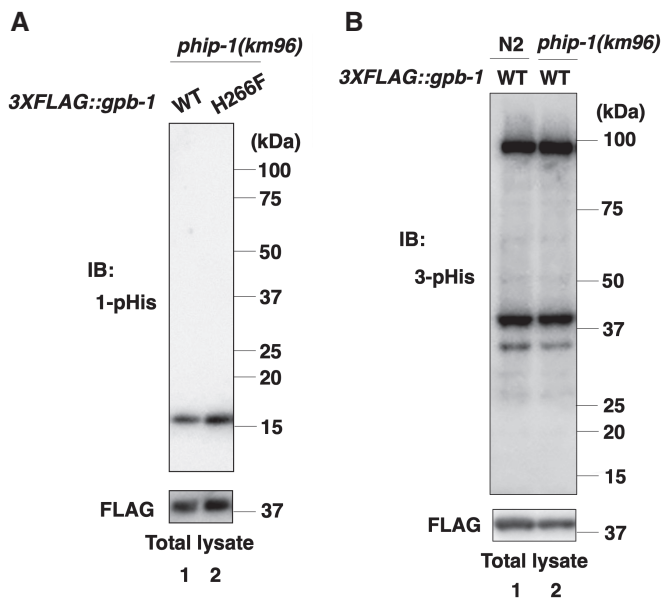 A
phip-1(km96)
3XFLAG::gpb-1 WT H266F
(kDa)
100
75
50
IB:
1-pHis
37
25
20
15
FLAG
37
Total lysate
1 2
B
N2 phip-1(km96)
3XFLAG::gpb-1 WT WT
(kDa)
100
75
IB:
3-pHis
50
37
25
20
15
FLAG
37
Total lysate
1 2